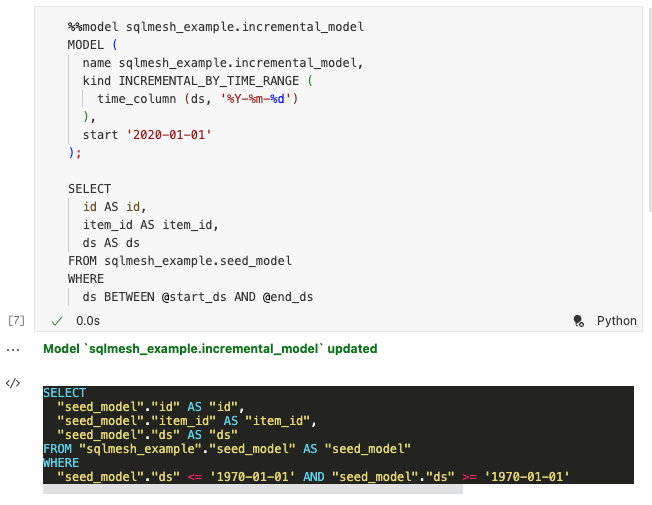 %%model sqlmesh_example.incremental_model
MODEL (
  name sqlmesh_example.incremental_model,
  kind INCREMENTAL_BY_TIME_RANGE (
    time_column (ds, '%Y-%m-%d')
  ),
  start '2020-01-01'
);

SELECT
  id AS id,
  item_id AS item_id,
  ds AS ds
FROM sqlmesh_example.seed_model
WHERE
  ds BETWEEN @start_ds AND @end_ds
[7] ✓ 0.0s Python
... Model `sqlmesh_example.incremental_model` updated
</>
SELECT
  "seed_model"."id" AS "id",
  "seed_model"."item_id" AS "item_id",
  "seed_model"."ds" AS "ds"
FROM "sqlmesh_example"."seed_model" AS "seed_model"
WHERE
  "seed_model"."ds" <= '1970-01-01' AND "seed_model"."ds" >= '1970-01-01'